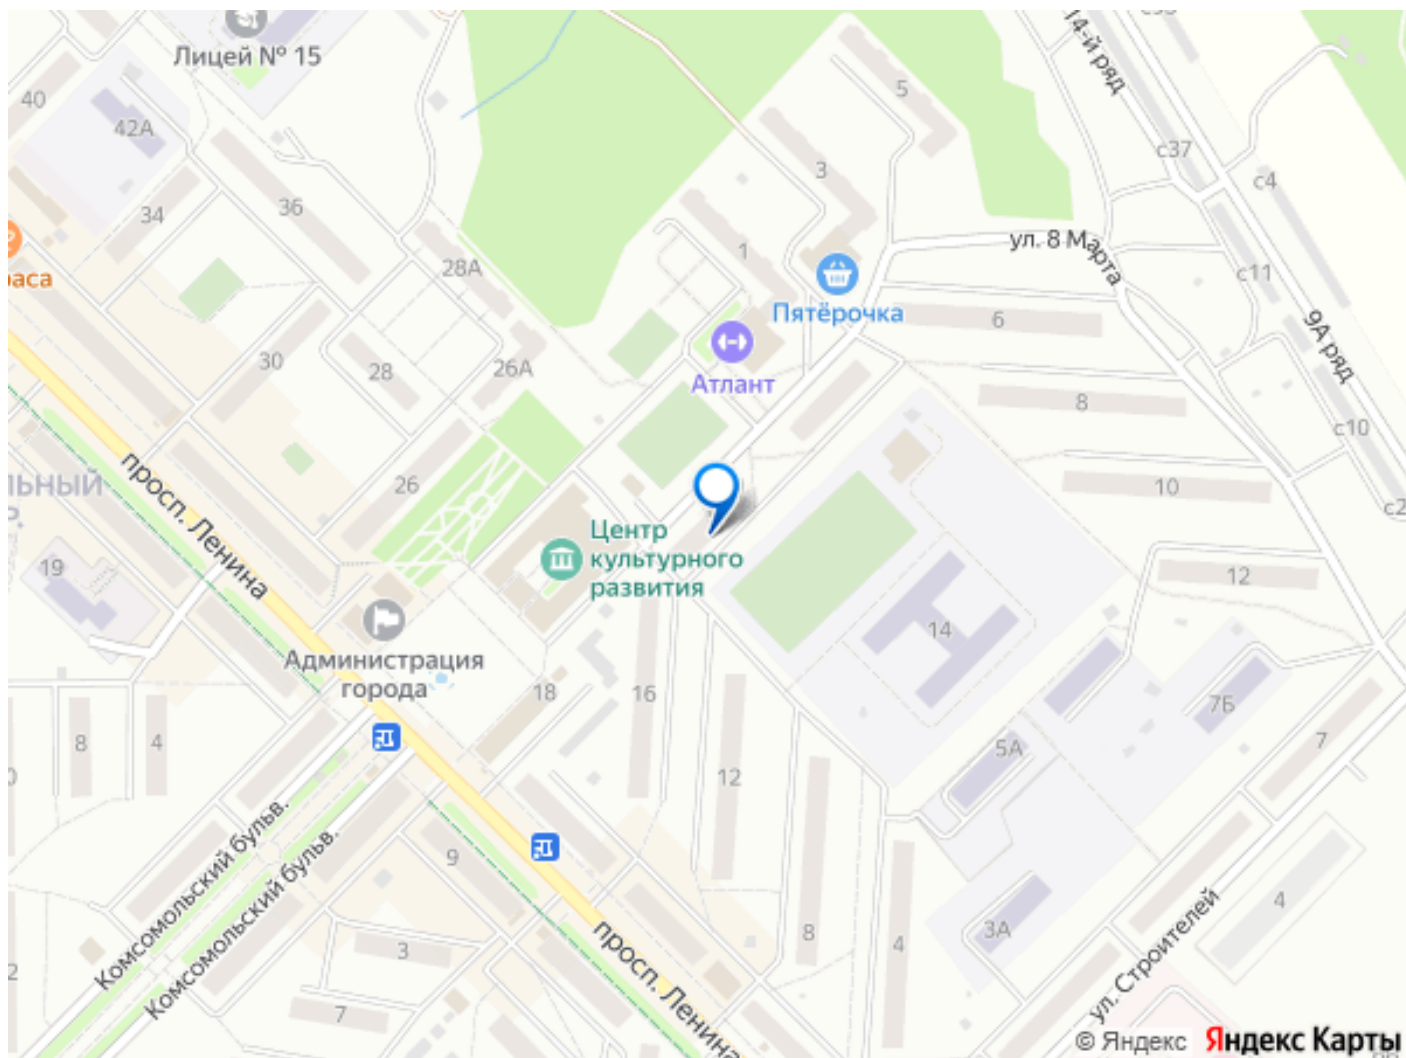 Лицей № 15
14-й ряд
40
42А
5
с37
с4
3
34
36
ул. 8 Марта
1
28А
с11
Пятёрочка
6
9А ряд
30
28
26А
Атлант
8
с10
просп. Ленина
26
10
Центр
культурного
развития
19
12
14
Администрация
города
18
16
7Б
8
4
5А
7
12
Комсомольский бульв.
Комсомольский бульв.
9
3
8
4
3А
4
ул. Строителей
просп. Ленина
7
© Яндекс Яндекс Карты